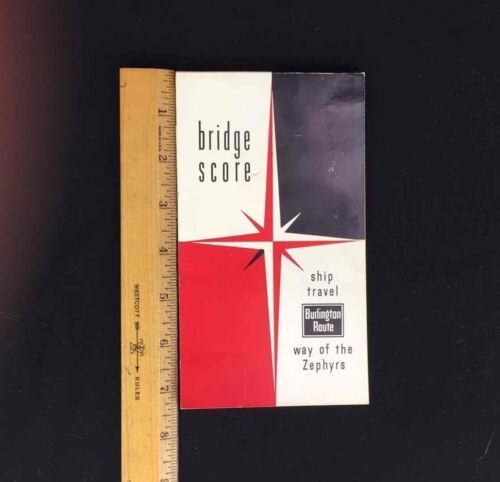 bridge
score
ship
travel
Burlington
Route
way of the
Zephyrs
1
2
3
4
5
6
7
8
WESTCOTT
RULER